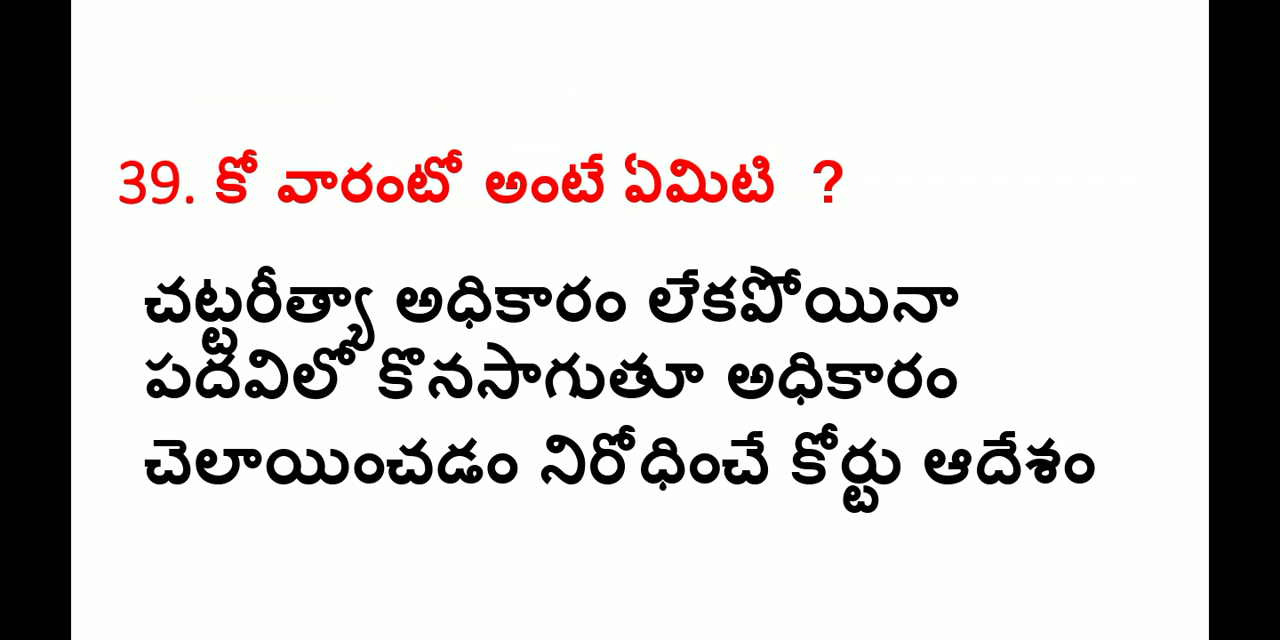 39. కో వారంటో అంటే ఏమిటి ?
చట్టరీత్యా అధికారం లేకపోయినా
పదవిలో కొనసాగుతూ అధికారం
చెలాయించడం నిరోధించే కోర్టు ఆదేశం